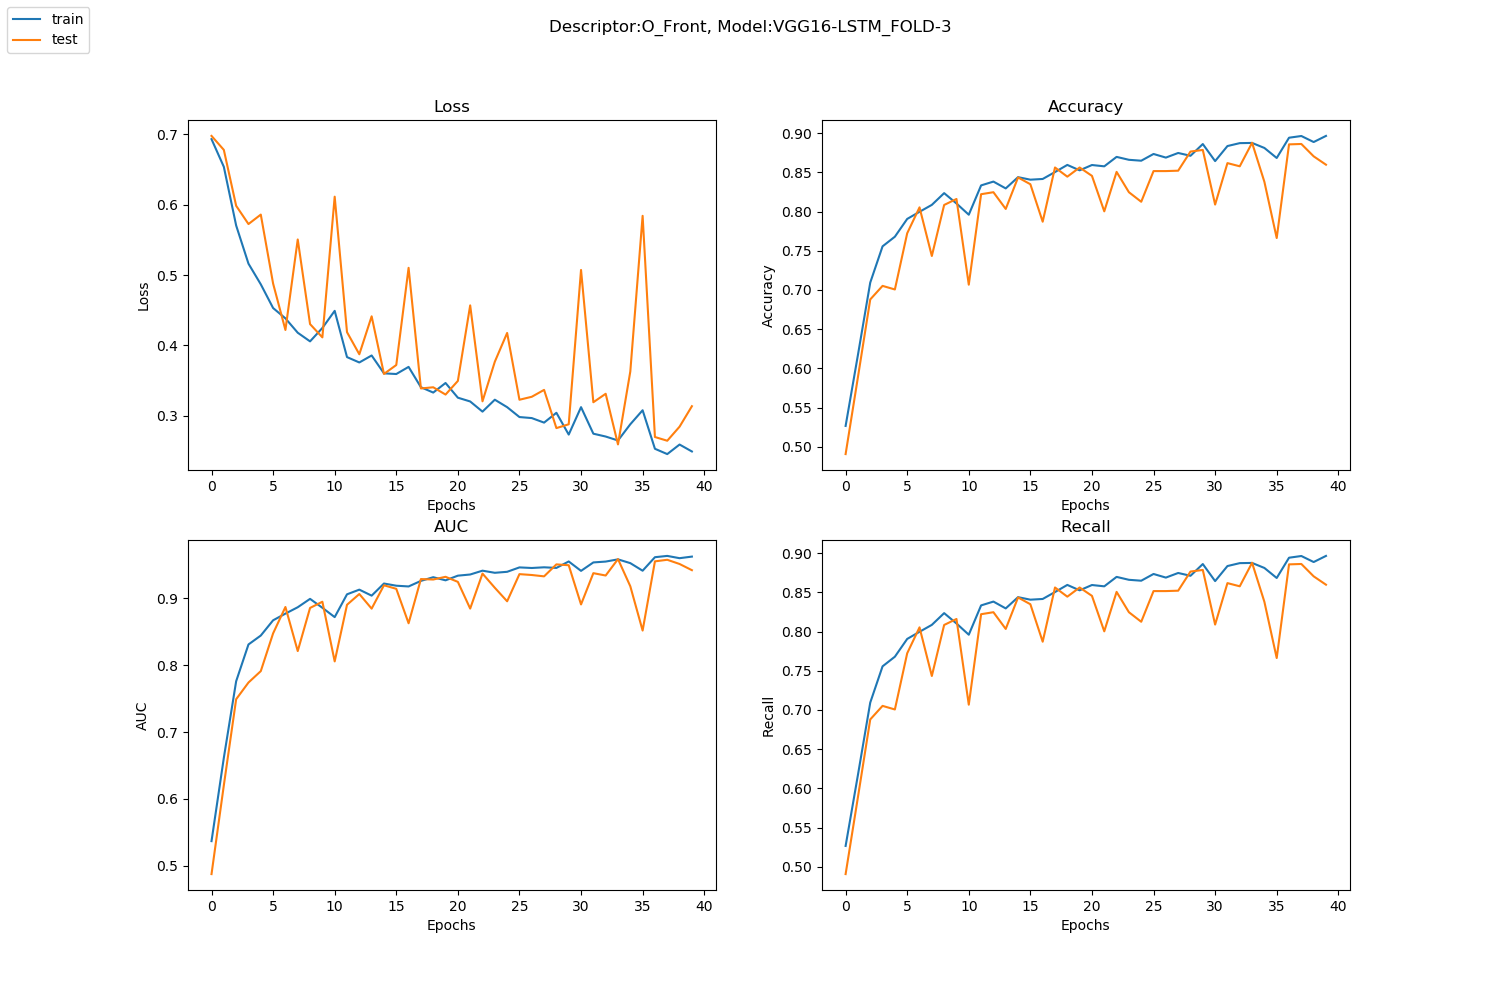 train
test
Descriptor:O_Front, Model:VGG16-LSTM_FOLD-3
Loss
0.7
0.6
0.5
0.4
0.3
Loss
0 5 10 15 20 25 30 35 40
Epochs
Accuracy
0.90
0.85
0.80
0.75
0.70
0.65
0.60
0.55
0.50
Accuracy
0 5 10 15 20 25 30 35 40
Epochs
AUC
0.9
0.8
0.7
0.6
0.5
AUC
0 5 10 15 20 25 30 35 40
Epochs
Recall
0.90
0.85
0.80
0.75
0.70
0.65
0.60
0.55
0.50
Recall
0 5 10 15 20 25 30 35 40
Epochs